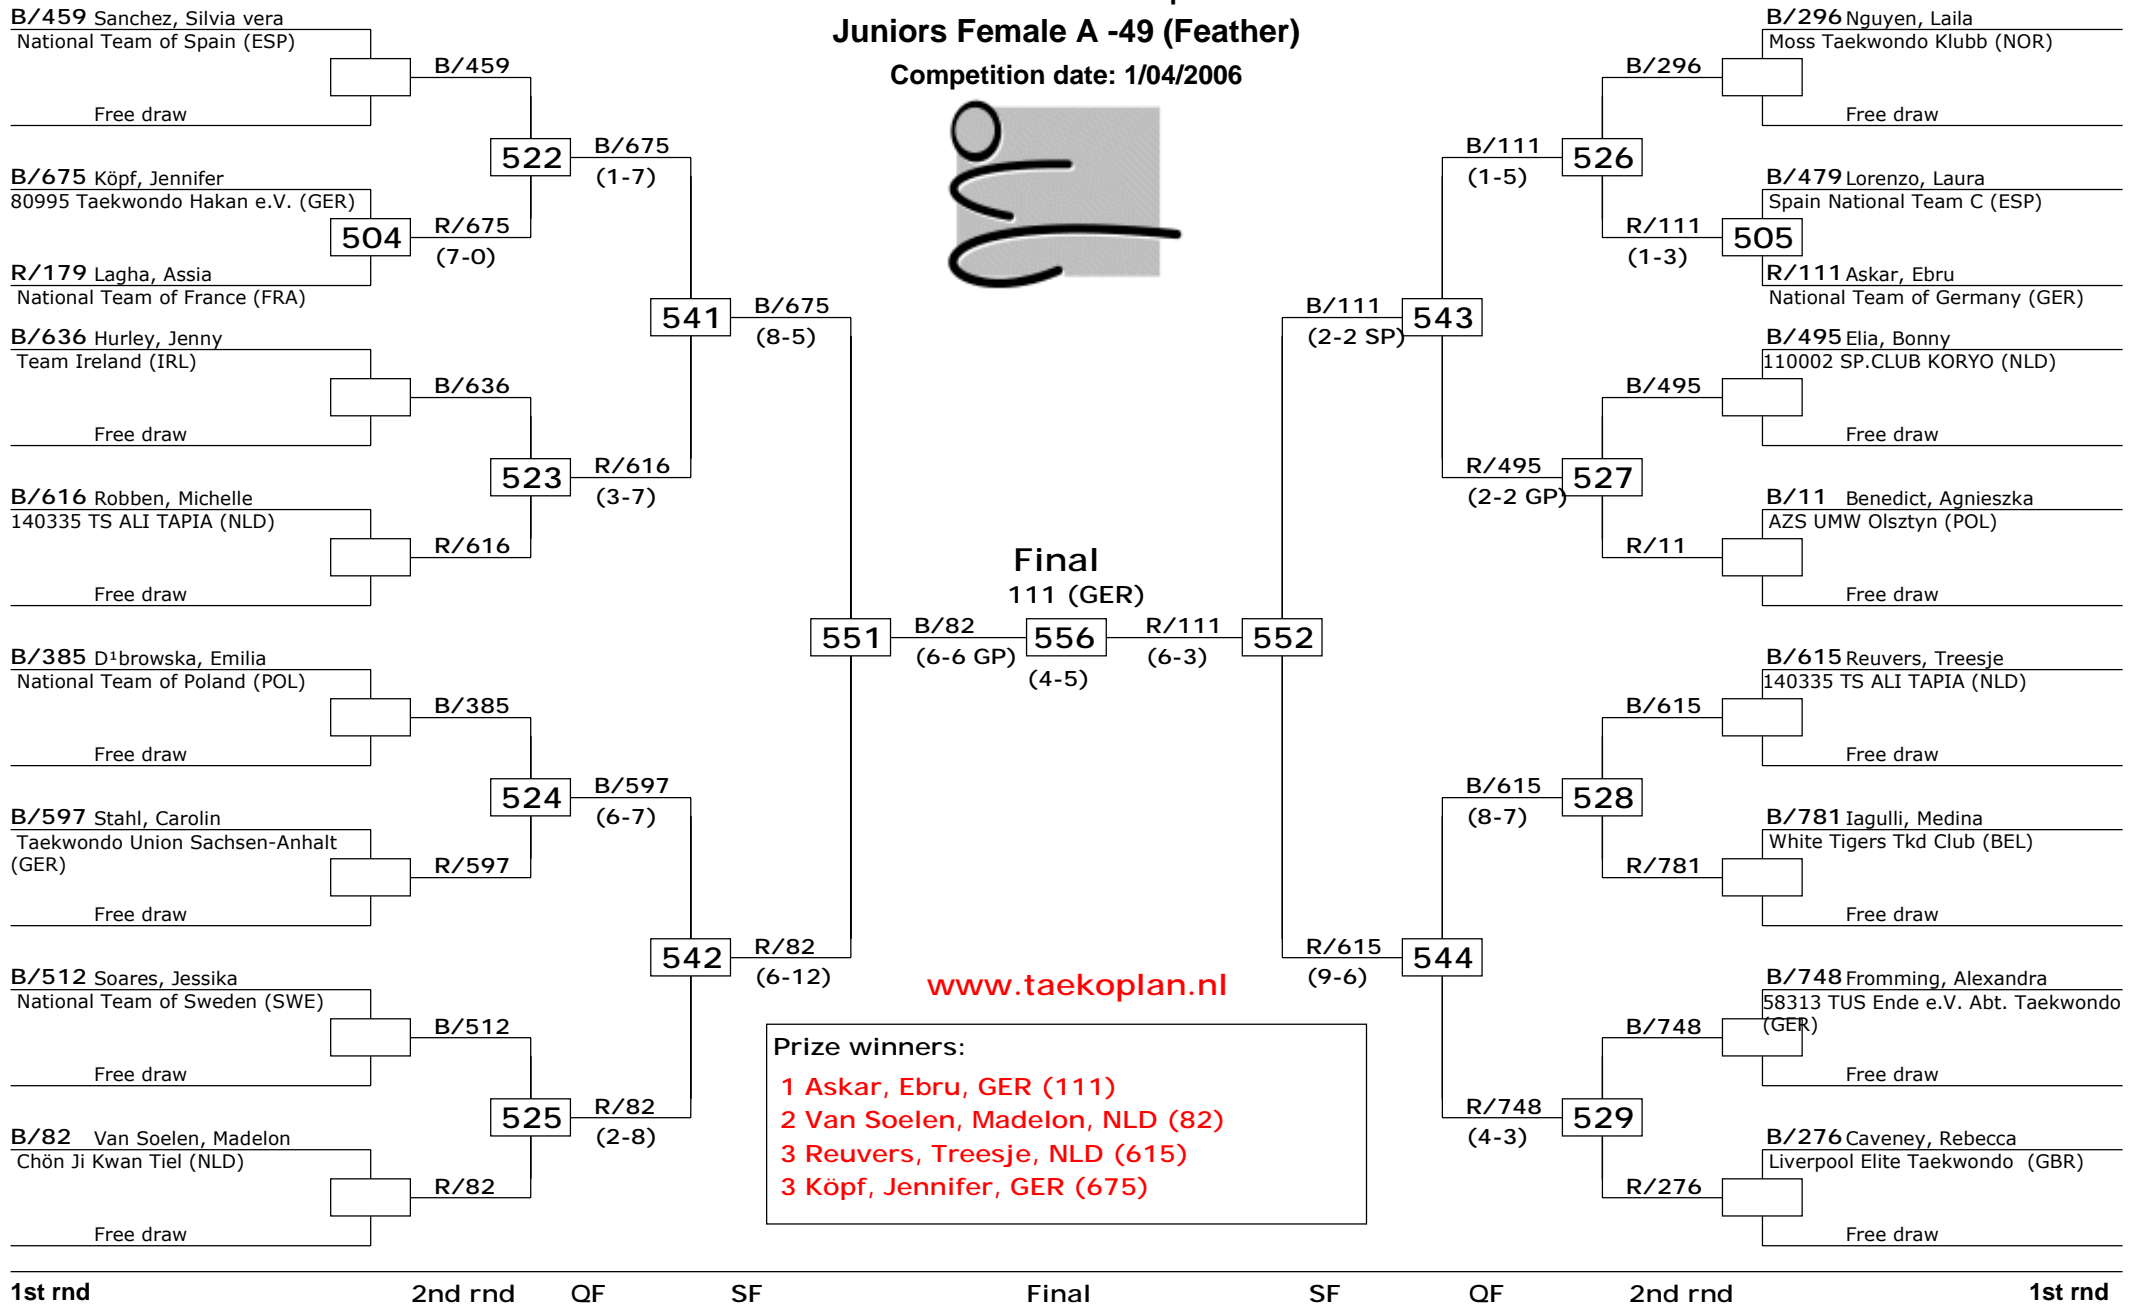 Juniors Female A -49 (Feather)
Competition date: 1/04/2006
B/459 Sanchez, Silvia vera
National Team of Spain (ESP)
Free draw
B/675 Köpf, Jennifer
80995 Taekwondo Hakan e.V. (GER)
R/179 Lagha, Assia
National Team of France (FRA)
B/636 Hurley, Jenny
Team Ireland (IRL)
Free draw
B/616 Robben, Michelle
140335 TS ALI TAPIA (NLD)
Free draw
B/385 D¹browska, Emilia
National Team of Poland (POL)
Free draw
B/597 Stahl, Carolin
Taekwondo Union Sachsen-Anhalt
(GER)
Free draw
B/512 Soares, Jessika
National Team of Sweden (SWE)
Free draw
B/82 Van Soelen, Madelon
Chön Ji Kwan Tiel (NLD)
Free draw
B/459
504
R/675
(7-0)
B/636
R/616
B/385
R/597
B/512
R/82
522
B/675
(1-7)
523
R/616
(3-7)
524
B/597
(6-7)
525
R/82
(2-8)
541
B/675
(8-5)
542
R/82
(6-12)
551
B/82
(6-6 GP)
Final
111 (GER)
556
(4-5)
R/111
(6-3)
552
B/111
(2-2 SP)
543
R/615
(9-6)
544
B/111
(1-5)
526
R/495
(2-2 GP)
527
B/615
(8-7)
528
R/748
(4-3)
529
B/296
R/111
(1-3)
505
B/495
R/11
B/615
R/781
B/748
R/276
B/296 Nguyen, Laila
Moss Taekwondo Klubb (NOR)
Free draw
B/479 Lorenzo, Laura
Spain National Team C (ESP)
R/111 Askar, Ebru
National Team of Germany (GER)
B/495 Elia, Bonny
110002 SP.CLUB KORYO (NLD)
Free draw
B/11 Benedict, Agnieszka
AZS UMW Olsztyn (POL)
Free draw
B/615 Reuvers, Treesje
140335 TS ALI TAPIA (NLD)
Free draw
B/781 Iagulli, Medina
White Tigers Tkd Club (BEL)
Free draw
B/748 Fromming, Alexandra
58313 TUS Ende e.V. Abt. Taekwondo
(GER)
Free draw
B/276 Caveney, Rebecca
Liverpool Elite Taekwondo (GBR)
Free draw
www.taekoplan.nl
Prize winners:
1 Askar, Ebru, GER (111)
2 Van Soelen, Madelon, NLD (82)
3 Reuvers, Treesje, NLD (615)
3 Köpf, Jennifer, GER (675)
1st rnd 2nd rnd QF SF Final SF QF 2nd rnd 1st rnd